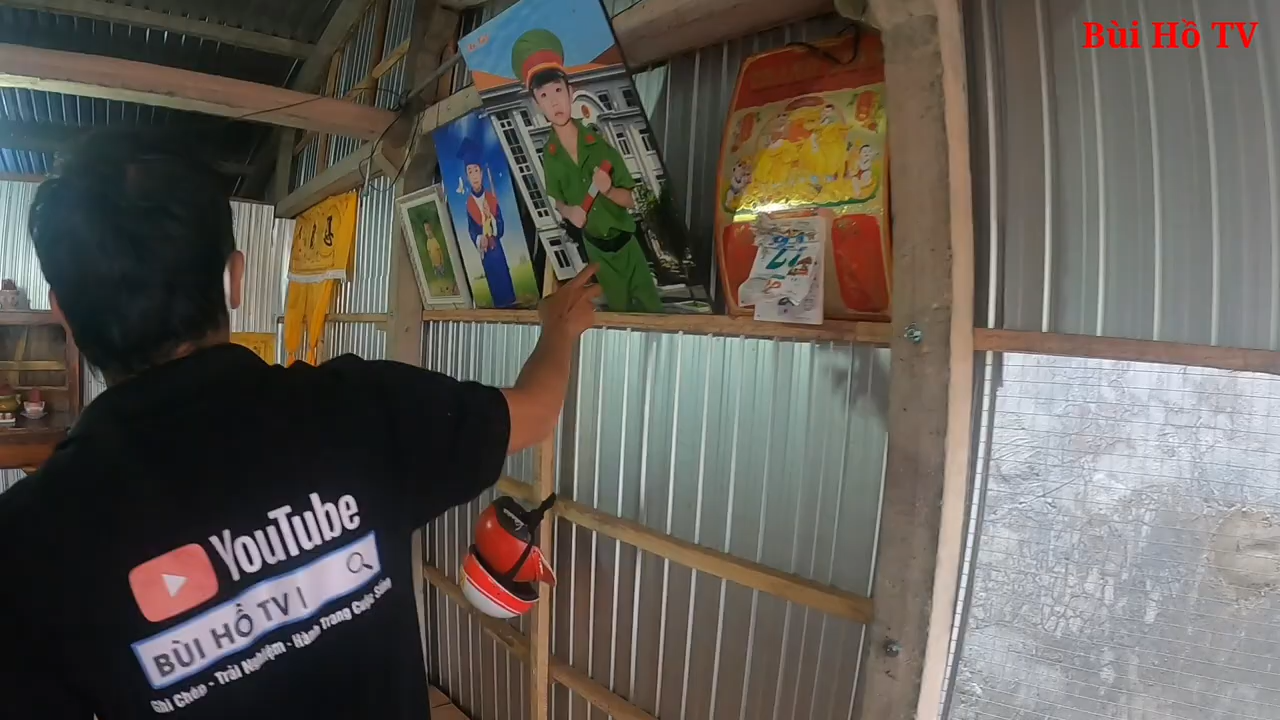 Bùi Hồ TV
YouTube
BÙI HỒ TV
Ghi Chép - Trải Nghiệm - Hành Trang Cuộc Sống